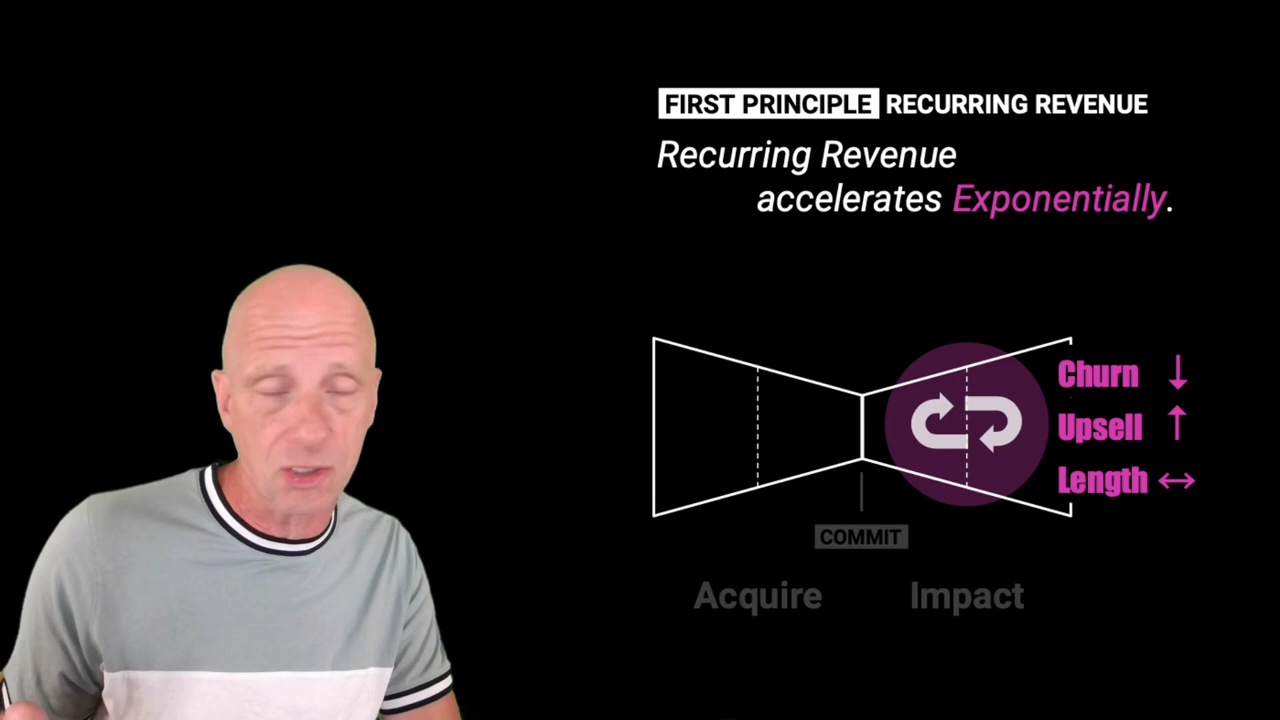 FIRST PRINCIPLE RECURRING REVENUE
Recurring Revenue
accelerates Exponentially.
Churn ↓
Upsell ↑
Length ↔
COMMIT
Acquire Impact